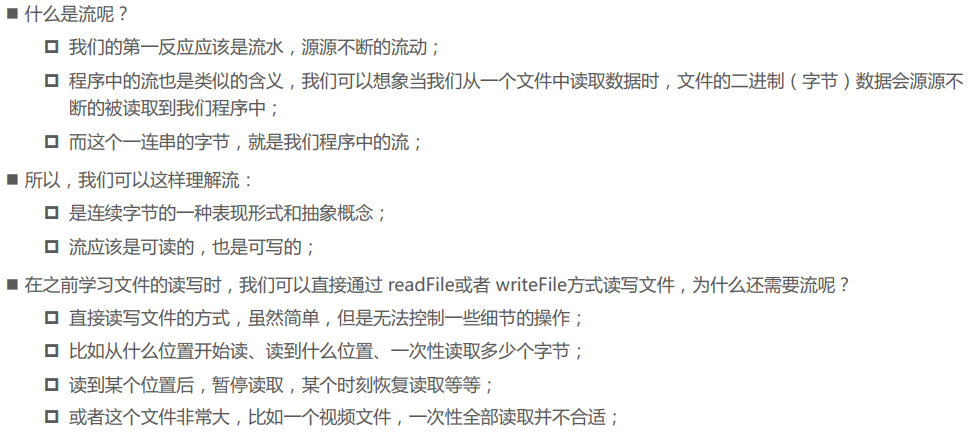 什么是流呢？
我们的第一反应应该是流水，源源不断的流动；
程序中的流也是类似的含义，我们可以想象当我们从一个文件中读取数据时，文件的二进制（字节）数据会源源不
断的被读取到我们程序中；
而这个一连串的字节，就是我们程序中的流；
所以，我们可以这样理解流：
是连续字节的一种表现形式和抽象概念；
流应该是可读的，也是可写的；
在之前学习文件的读写时，我们可以直接通过 readFile或者 writeFile方式读写文件，为什么还需要流呢？
直接读写文件的方式，虽然简单，但是无法控制一些细节的操作；
比如从什么位置开始读、读到什么位置、一次性读取多少个字节；
读到某个位置后，暂停读取，某个时刻恢复读取等等；
或者这个文件非常大，比如一个视频文件，一次性全部读取并不合适；